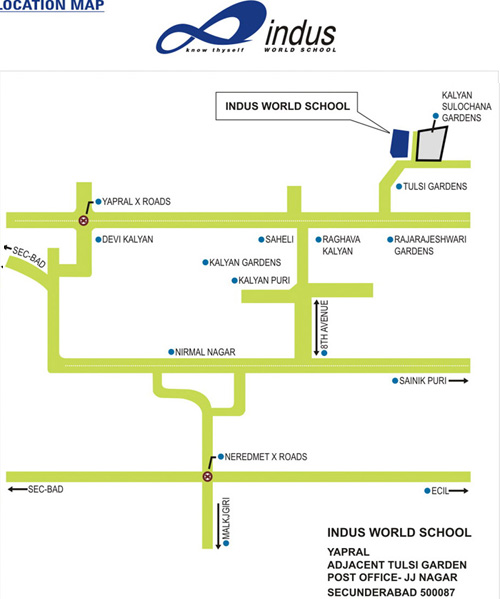 LOCATION MAP
indus
know thyself WORLD SCHOOL
KALYAN
SULOCHANA
GARDENS
INDUS WORLD SCHOOL
TULSI GARDENS
YAPRAL X ROADS
DEVI KALYAN
SAHELI
RAGHAVA
KALYAN
RAJARAJESHWARI
GARDENS
SEC-BAD
KALYAN GARDENS
KALYAN PURI
8TH AVENUE
NIRMAL NAGAR
SAINIK PURI
NEREDMET X ROADS
SEC-BAD
ECIL
MALKJGIRI
INDUS WORLD SCHOOL
YAPRAL
ADJACENT TULSI GARDEN
POST OFFICE- JJ NAGAR
SECUNDERABAD 500087